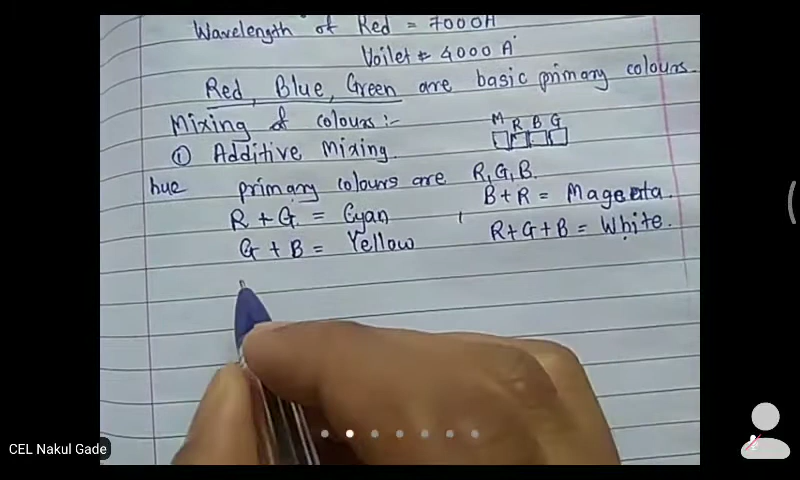 Wavelength of Red = 7000A
Voilet = 4000 A°
Red, Blue, Green are basic primary colours.
Mixing of colours :-
M R B G
① Additive Mixing.
hue primary colours are R, G, B.
R + G = Cyan , B + R = Magenta.
G + B = Yellow R+G+B = White.
CEL Nakul Gade